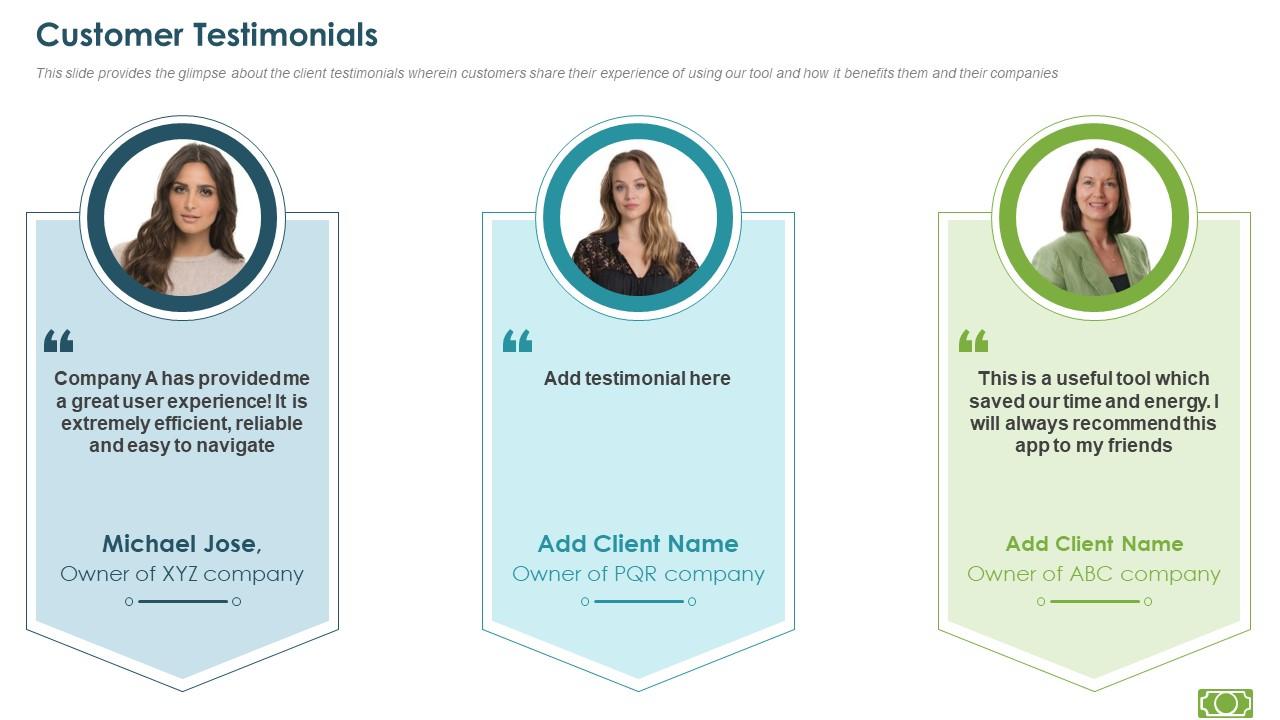 Customer Testimonials
This slide provides the glimpse about the client testimonials wherein customers share their experience of using our tool and how it benefits them and their companies
“
Company A has provided me
a great user experience! It is
extremely efficient, reliable
and easy to navigate
Michael Jose,
Owner of XYZ company
“
Add testimonial here
Add Client Name
Owner of PQR company
“
This is a useful tool which
saved our time and energy. I
will always recommend this
app to my friends
Add Client Name
Owner of ABC company